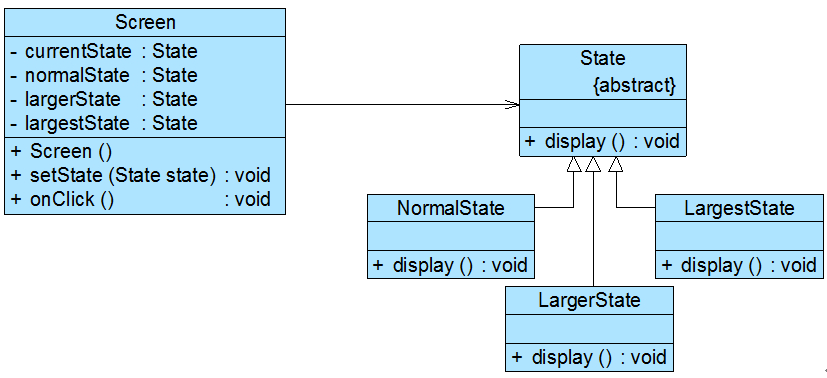 Screen
- currentState : State
- normalState : State
- largerState : State
- largestState : State
+ Screen ()
+ setState (State state) : void
+ onClick () : void
State
{abstract}
+ display () : void
NormalState
+ display () : void
LargestState
+ display () : void
LargerState
+ display () : void